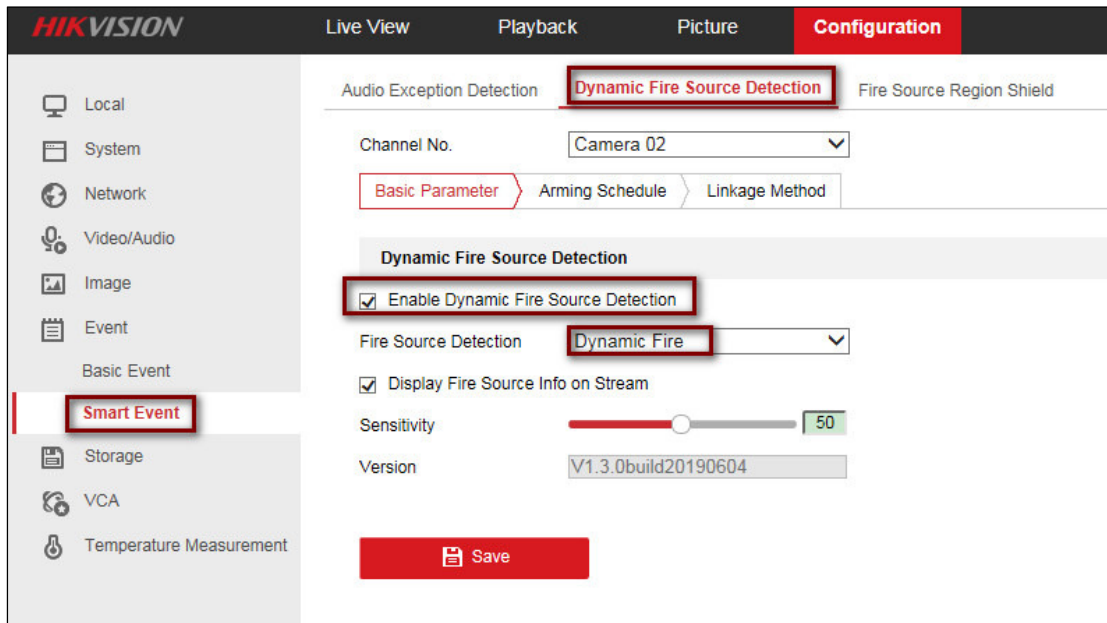 HIKVISION Live View Playback Picture Configuration
Audio Exception Detection Dynamic Fire Source Detection Fire Source Region Shield
Local
System
Network
Video/Audio
Image
Event
Basic Event
Smart Event
Storage
VCA
Temperature Measurement
Channel No. Camera 02
Basic Parameter Arming Schedule Linkage Method
Dynamic Fire Source Detection
Enable Dynamic Fire Source Detection
Fire Source Detection Dynamic Fire
Display Fire Source Info on Stream
Sensitivity 50
Version V1.3.0build20190604
Save